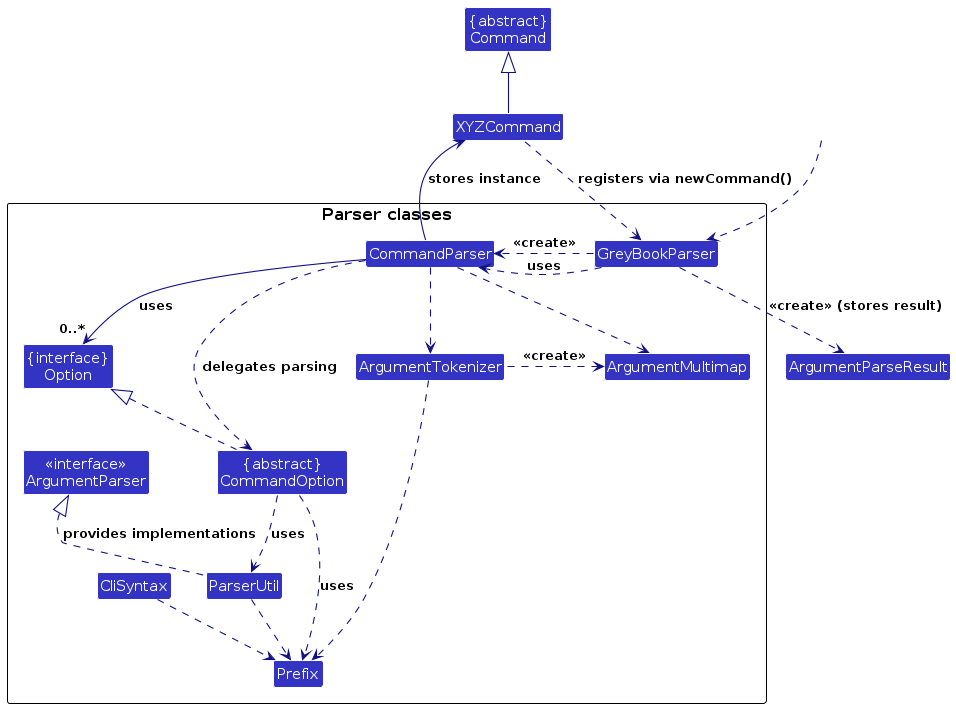 {abstract}
Command
XYZCommand
stores instance
registers via newCommand()
Parser classes
CommandParser
«create»
uses
GreyBookParser
uses
0..*
«create» (stores result)
{interface}
Option
delegates parsing
ArgumentTokenizer
«create»
ArgumentMultimap
ArgumentParseResult
«interface»
ArgumentParser
{abstract}
CommandOption
provides implementations
uses
CliSyntax
ParserUtil
uses
Prefix